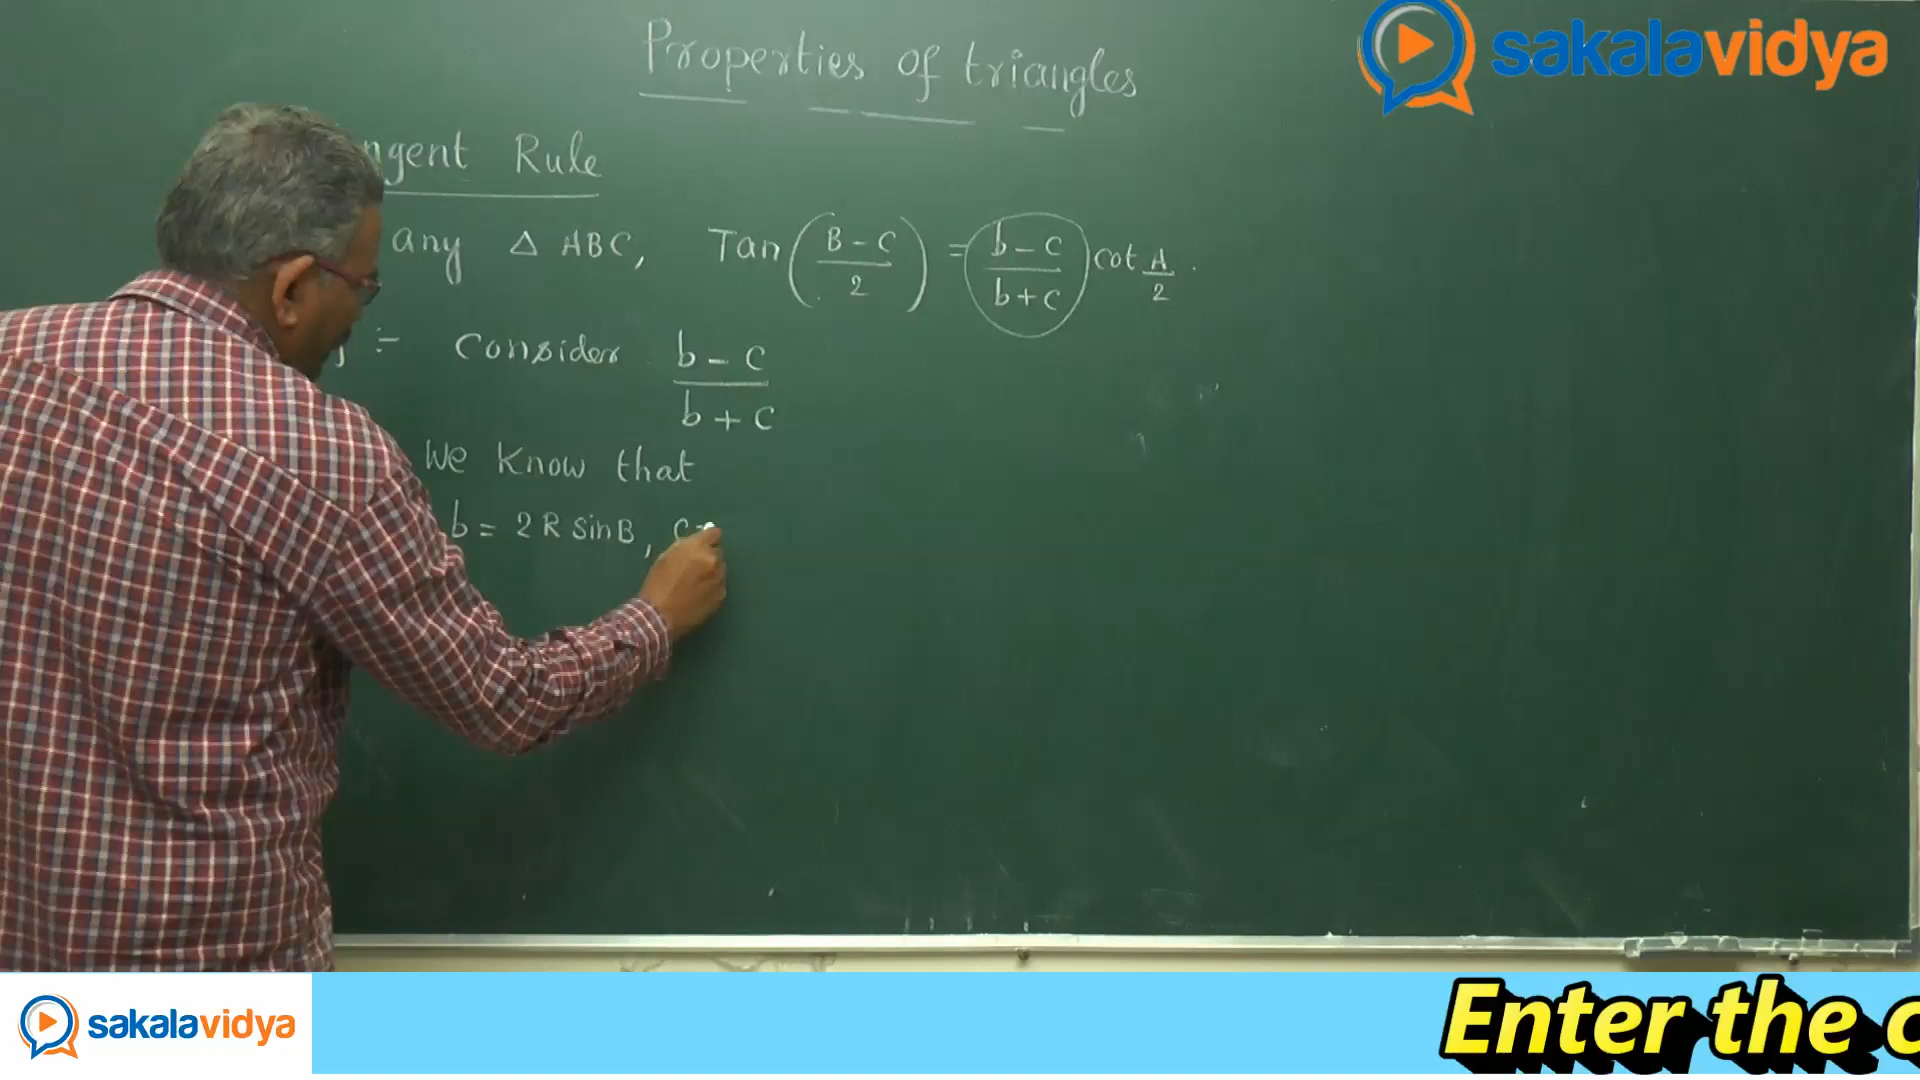 Properties of triangles
sakalavidya
ngent Rule
any △ ABC, Tan (B-C/2) = (b-c/b+c) cot A/2 .
:- Consider b-c/b+c
We Know that
b = 2R sin B, c =
sakalavidya
Enter the